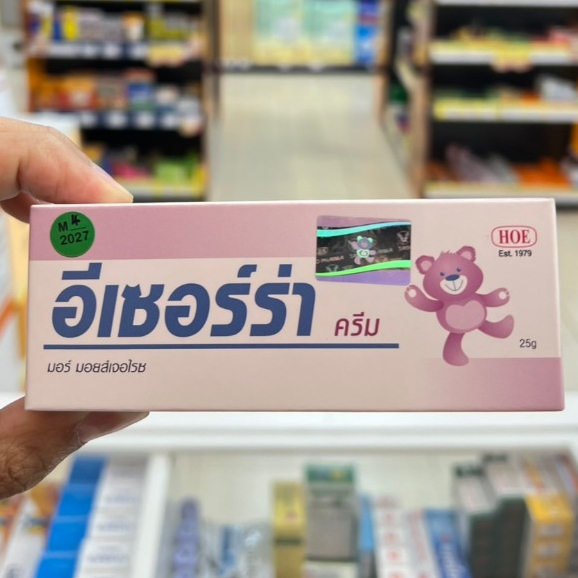 M 4
2027
HOE
Est. 1979
อีเซอร์ร่า ครีม
มอร์ มอยส์เจอไรซ
25g